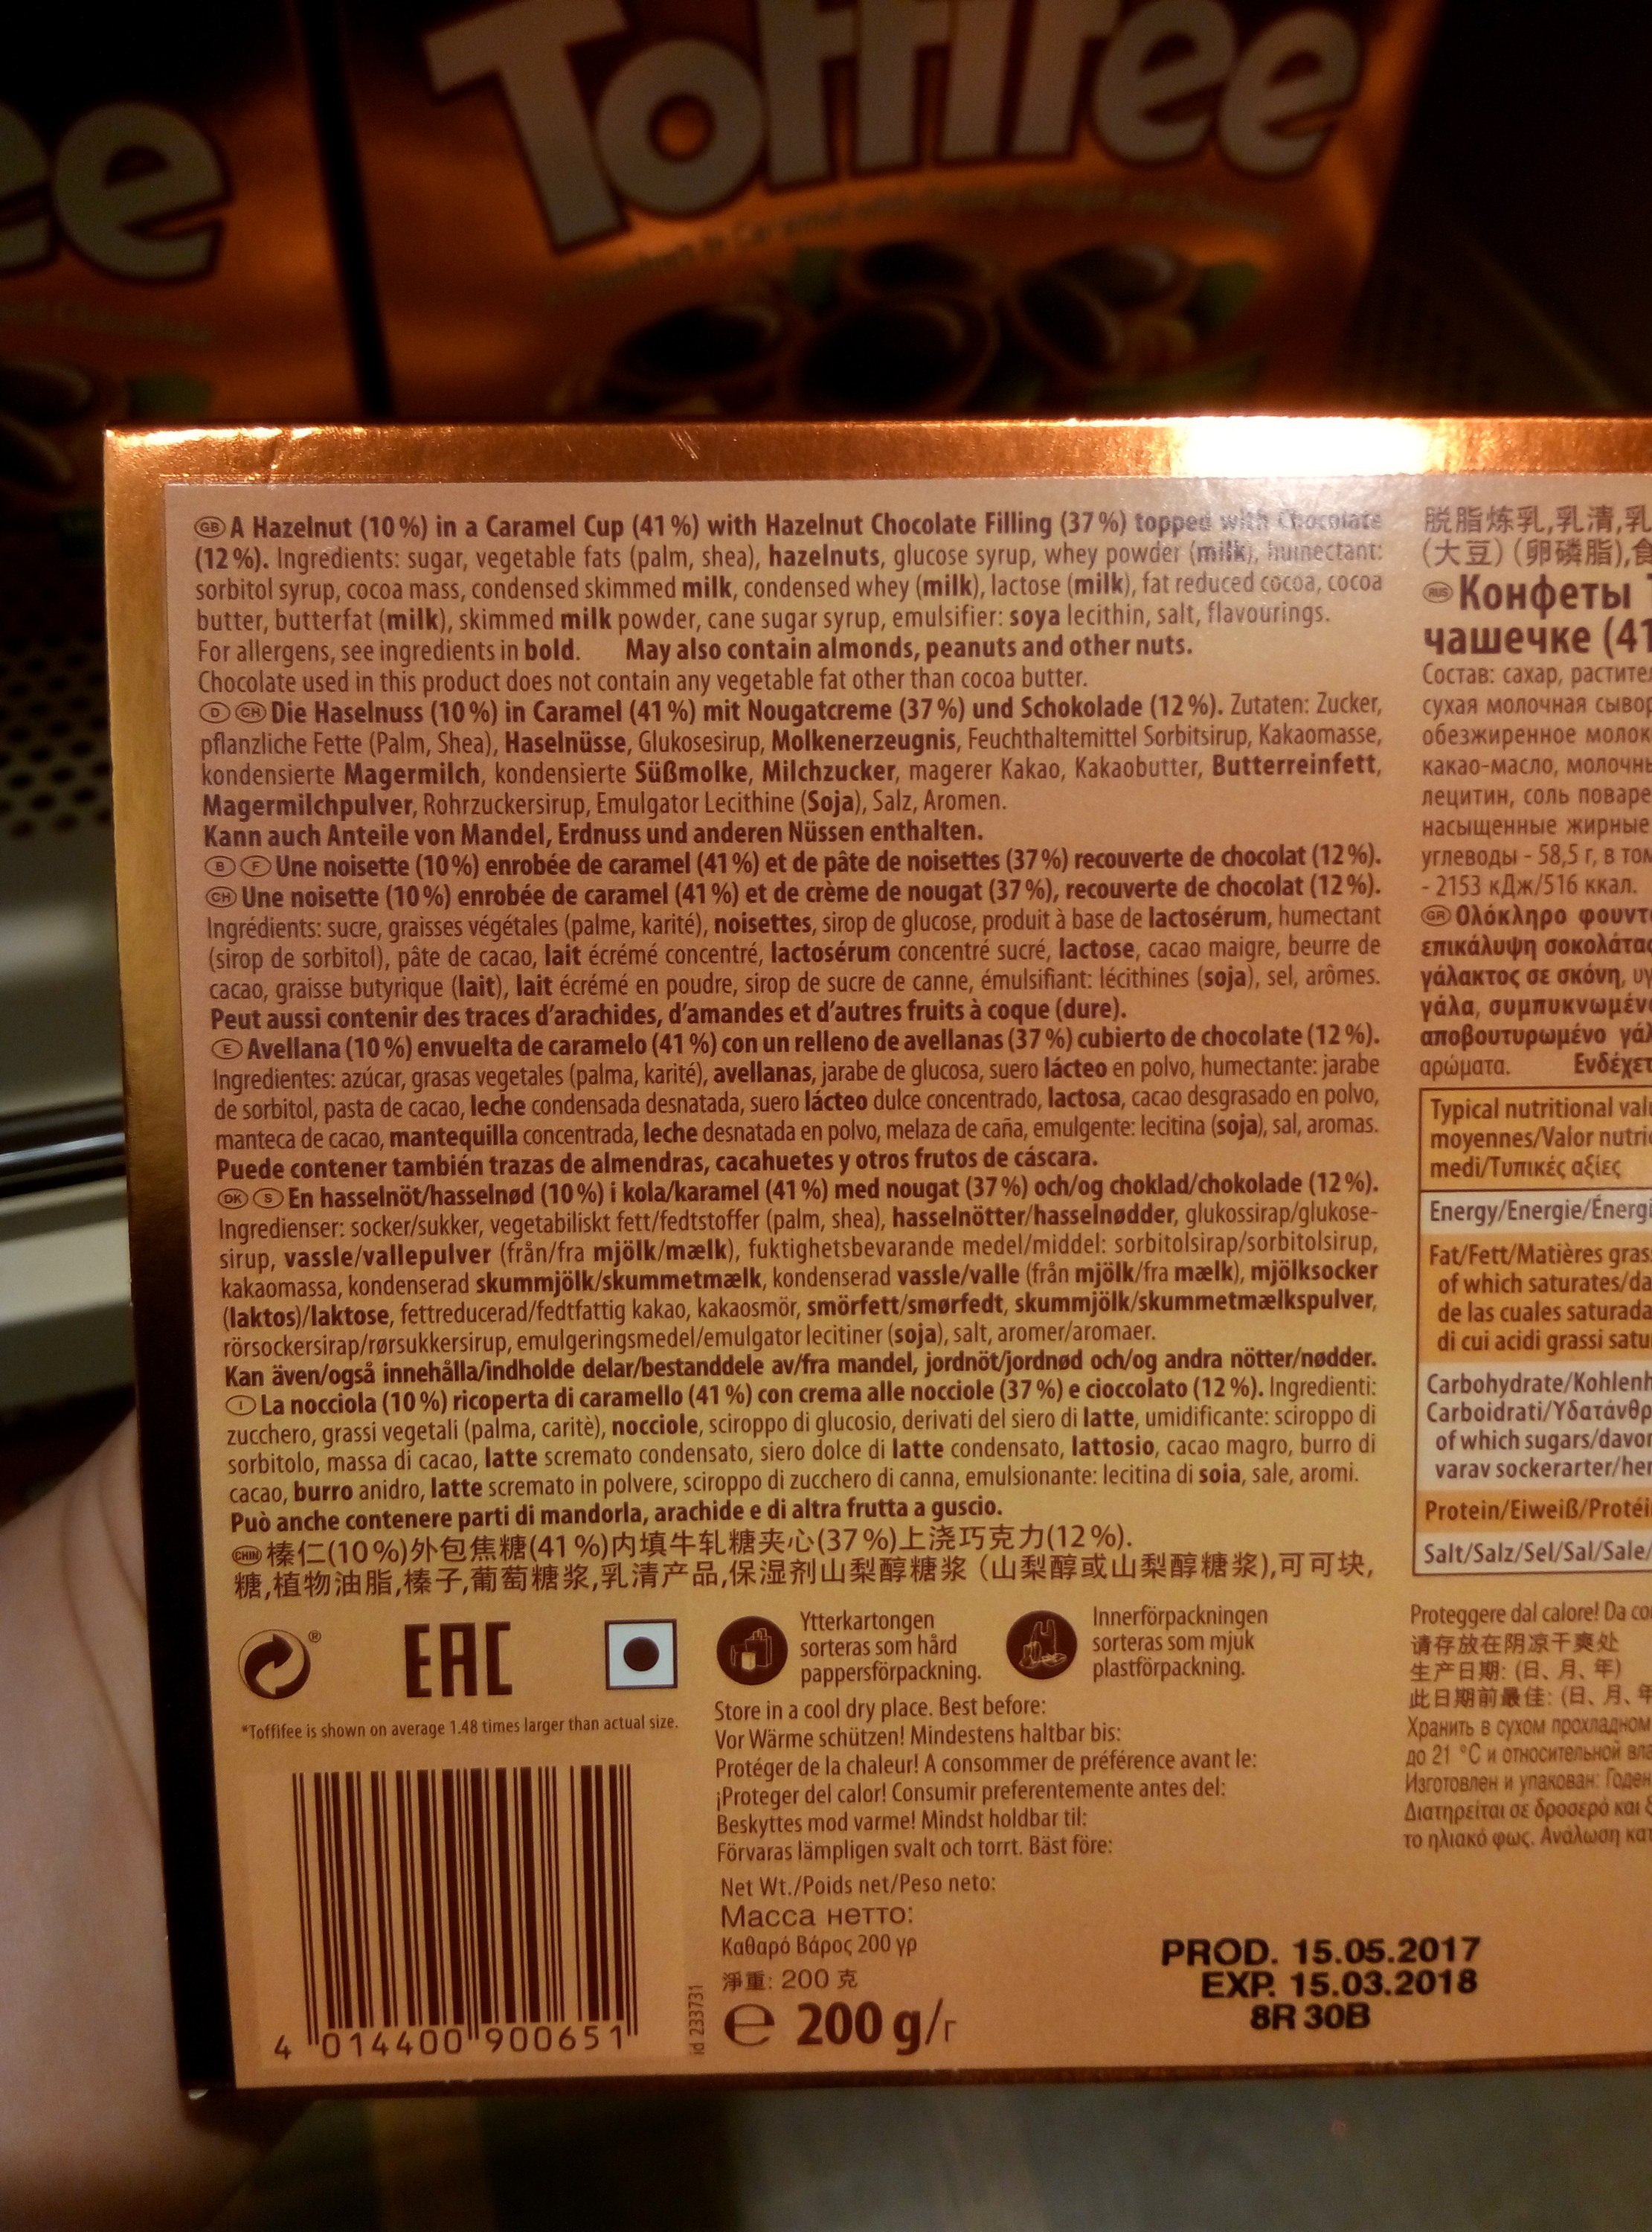 Toffifee
ee
GB A Hazelnut (10 %) in a Caramel Cup (41 %) with Hazelnut Chocolate Filling (37 %) topped with Chocolate
(12 %). Ingredients: sugar, vegetable fats (palm, shea), hazelnuts, glucose syrup, whey powder (milk), humectant:
sorbitol syrup, cocoa mass, condensed skimmed milk, condensed whey (milk), lactose (milk), fat reduced cocoa, cocoa
butter, butterfat (milk), skimmed milk powder, cane sugar syrup, emulsifier: soya lecithin, salt, flavourings.
For allergens, see ingredients in bold. May also contain almonds, peanuts and other nuts.
Chocolate used in this product does not contain any vegetable fat other than cocoa butter.
D CH Die Haselnuss (10 %) in Caramel (41 %) mit Nougatcreme (37 %) und Schokolade (12 %). Zutaten: Zucker,
pflanzliche Fette (Palm, Shea), Haselnüsse, Glukosesirup, Molkenerzeugnis, Feuchthaltemittel Sorbitsirup, Kakaomasse,
kondensierte Magermilch, kondensierte Süßmolke, Milchzucker, magerer Kakao, Kakaobutter, Butterreinfett,
Magermilchpulver, Rohrzuckersirup, Emulgator Lecithine (Soja), Salz, Aromen.
Kann auch Anteile von Mandel, Erdnuss und anderen Nüssen enthalten.
B F Une noisette (10 %) enrobée de caramel (41 %) et de pâte de noisettes (37 %) recouverte de chocolat (12 %).
CH Une noisette (10 %) enrobée de caramel (41 %) et de crème de nougat (37 %), recouverte de chocolat (12 %).
Ingrédients: sucre, graisses végétales (palme, karité), noisettes, sirop de glucose, produit à base de lactosérum, humectant
(sirop de sorbitol), pâte de cacao, lait écrémé concentré, lactosérum concentré sucré, lactose, cacao maigre, beurre de
cacao, graisse butyrique (lait), lait écrémé en poudre, sirop de sucre de canne, émulsifiant: lécithines (soja), sel, arômes.
Peut aussi contenir des traces d'arachides, d'amandes et d'autres fruits à coque (dure).
E Avellana (10 %) envuelta de caramelo (41 %) con un relleno de avellanas (37 %) cubierto de chocolate (12 %).
Ingredientes: azúcar, grasas vegetales (palma, karité), avellanas, jarabe de glucosa, suero lácteo en polvo, humectante: jarabe
de sorbitol, pasta de cacao, leche condensada desnatada, suero lácteo dulce concentrado, lactosa, cacao desgrasado en polvo,
manteca de cacao, mantequilla concentrada, leche desnatada en polvo, melaza de caña, emulgente: lecitina (soja), sal, aromas.
Puede contener también trazas de almendras, cacahuetes y otros frutos de cáscara.
DK S En hasselnöt/hasselnød (10 %) i kola/karamel (41 %) med nougat (37 %) och/og choklad/chokolade (12 %).
Ingredienser: socker/sukker, vegetabiliskt fett/fedtstoffer (palm, shea), hasselnötter/hasselnødder, glukossirap/glukose-
sirup, vassle/vallepulver (från/fra mjölk/mælk), fuktighetsbevarande medel/middel: sorbitolsirap/sorbitolsirup,
kakaomassa, kondenserad skummjölk/skummetmælk, kondenserad vassle/valle (från mjölk/fra mælk), mjölksocker
(laktos)/laktose, fettreducerad/fedtfattig kakao, kakaosmör, smörfett/smørfedt, skummjölk/skummetmælkspulver,
rörsockersirap/rørsukkersirup, emulgeringsmedel/emulgator lecitiner (soja), salt, aromer/aromaer.
Kan även/også innehålla/indholde delar/bestanddele av/fra mandel, jordnöt/jordnød och/og andra nötter/nødder.
I La nocciola (10 %) ricoperta di caramello (41 %) con crema alle nocciole (37 %) e cioccolato (12 %). Ingredienti:
zucchero, grassi vegetali (palma, caritè), nocciole, sciroppo di glucosio, derivati del siero di latte, umidificante: sciroppo di
sorbitolo, massa di cacao, latte scremato condensato, siero dolce di latte condensato, lattosio, cacao magro, burro di
cacao, burro anidro, latte scremato in polvere, sciroppo di zucchero di canna, emulsionante: lecitina di soia, sale, aromi.
Può anche contenere parti di mandorla, arachide e di altra frutta a guscio.
CHIN 榛仁(10 %)外包焦糖(41 %)内填牛轧糖夹心(37 %)上浇巧克力(12 %).
糖,植物油脂,榛子,葡萄糖浆,乳清产品,保湿剂山梨醇糖浆 (山梨醇或山梨醇糖浆),可可块,
® EAC
*Toffifee is shown on average 1.48 times larger than actual size.
4 014400 900651
id 233731
Ytterkartongen
sorteras som hård
pappersförpackning.
Innerförpackningen
sorteras som mjuk
plastförpackning.
Store in a cool dry place. Best before:
Vor Wärme schützen! Mindestens haltbar bis:
Protéger de la chaleur! A consommer de préférence avant le:
¡Proteger del calor! Consumir preferentemente antes del:
Beskyttes mod varme! Mindst holdbar til:
Förvaras lämpligen svalt och torrt. Bäst före:
Net Wt./Poids net/Peso neto:
Масса нетто:
Καθαρό Βάρος 200 γρ
淨重: 200 克
e 200 g/г
PROD. 15.05.2017
EXP. 15.03.2018
8R 30B
脱脂炼乳,乳清,乳
(大豆) (卵磷脂),食
RUS Конфеты
чашечке (41
Состав: сахар, растител
сухая молочная сывор
обезжиренное молок
какао-масло, молочны
лецитин, соль поваре
насыщенные жирные
углеводы - 58,5 г, в том
- 2153 кДж/516 ккал.
GR Ολόκληρο φουντο
επικάλυψη σοκολάτας
γάλακτος σε σκόνη, υγ
γάλα, συμπυκνωμένο
αποβουτυρωμένο γάλ
αρώματα. Ενδέχετ
Typical nutritional valu
moyennes/Valor nutric
medi/Τυπικές αξίες
Energy/Energie/Énergi
Fat/Fett/Matières gras
of which saturates/da
de las cuales saturada
di cui acidi grassi satu
Carbohydrate/Kohlenh
Carboidrati/Υδατάνθρ
of which sugars/davon
varav sockerarter/her
Protein/Eiweiß/Protéi
Salt/Salz/Sel/Sal/Sale/
Proteggere dal calore! Da co
请存放在阴凉干爽处
生产日期: (日、月、年)
此日期前最佳: (日、月、年
Хранить в сухом прохладном
до 21 °C и относительной вла
Изготовлен и упакован: Годен
Διατηρείται σε δροσερό και ξ
το ηλιακό φως. Ανάλωση κατ